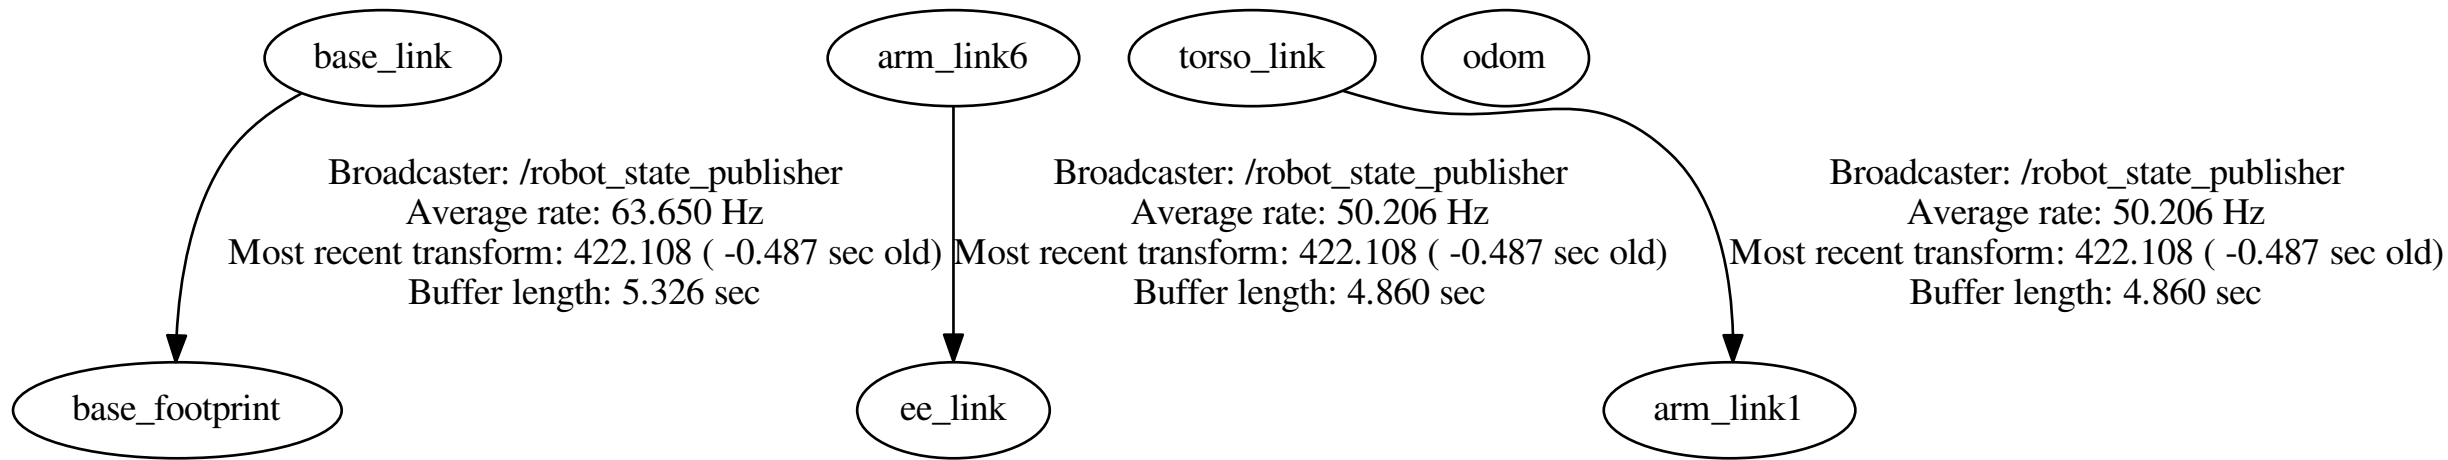 base_link
arm_link6
torso_link
odom
Broadcaster: /robot_state_publisher
Average rate: 63.650 Hz
Most recent transform: 422.108 ( -0.487 sec old)
Buffer length: 5.326 sec
Broadcaster: /robot_state_publisher
Average rate: 50.206 Hz
Most recent transform: 422.108 ( -0.487 sec old)
Buffer length: 4.860 sec
Broadcaster: /robot_state_publisher
Average rate: 50.206 Hz
Most recent transform: 422.108 ( -0.487 sec old)
Buffer length: 4.860 sec
base_footprint
ee_link
arm_link1